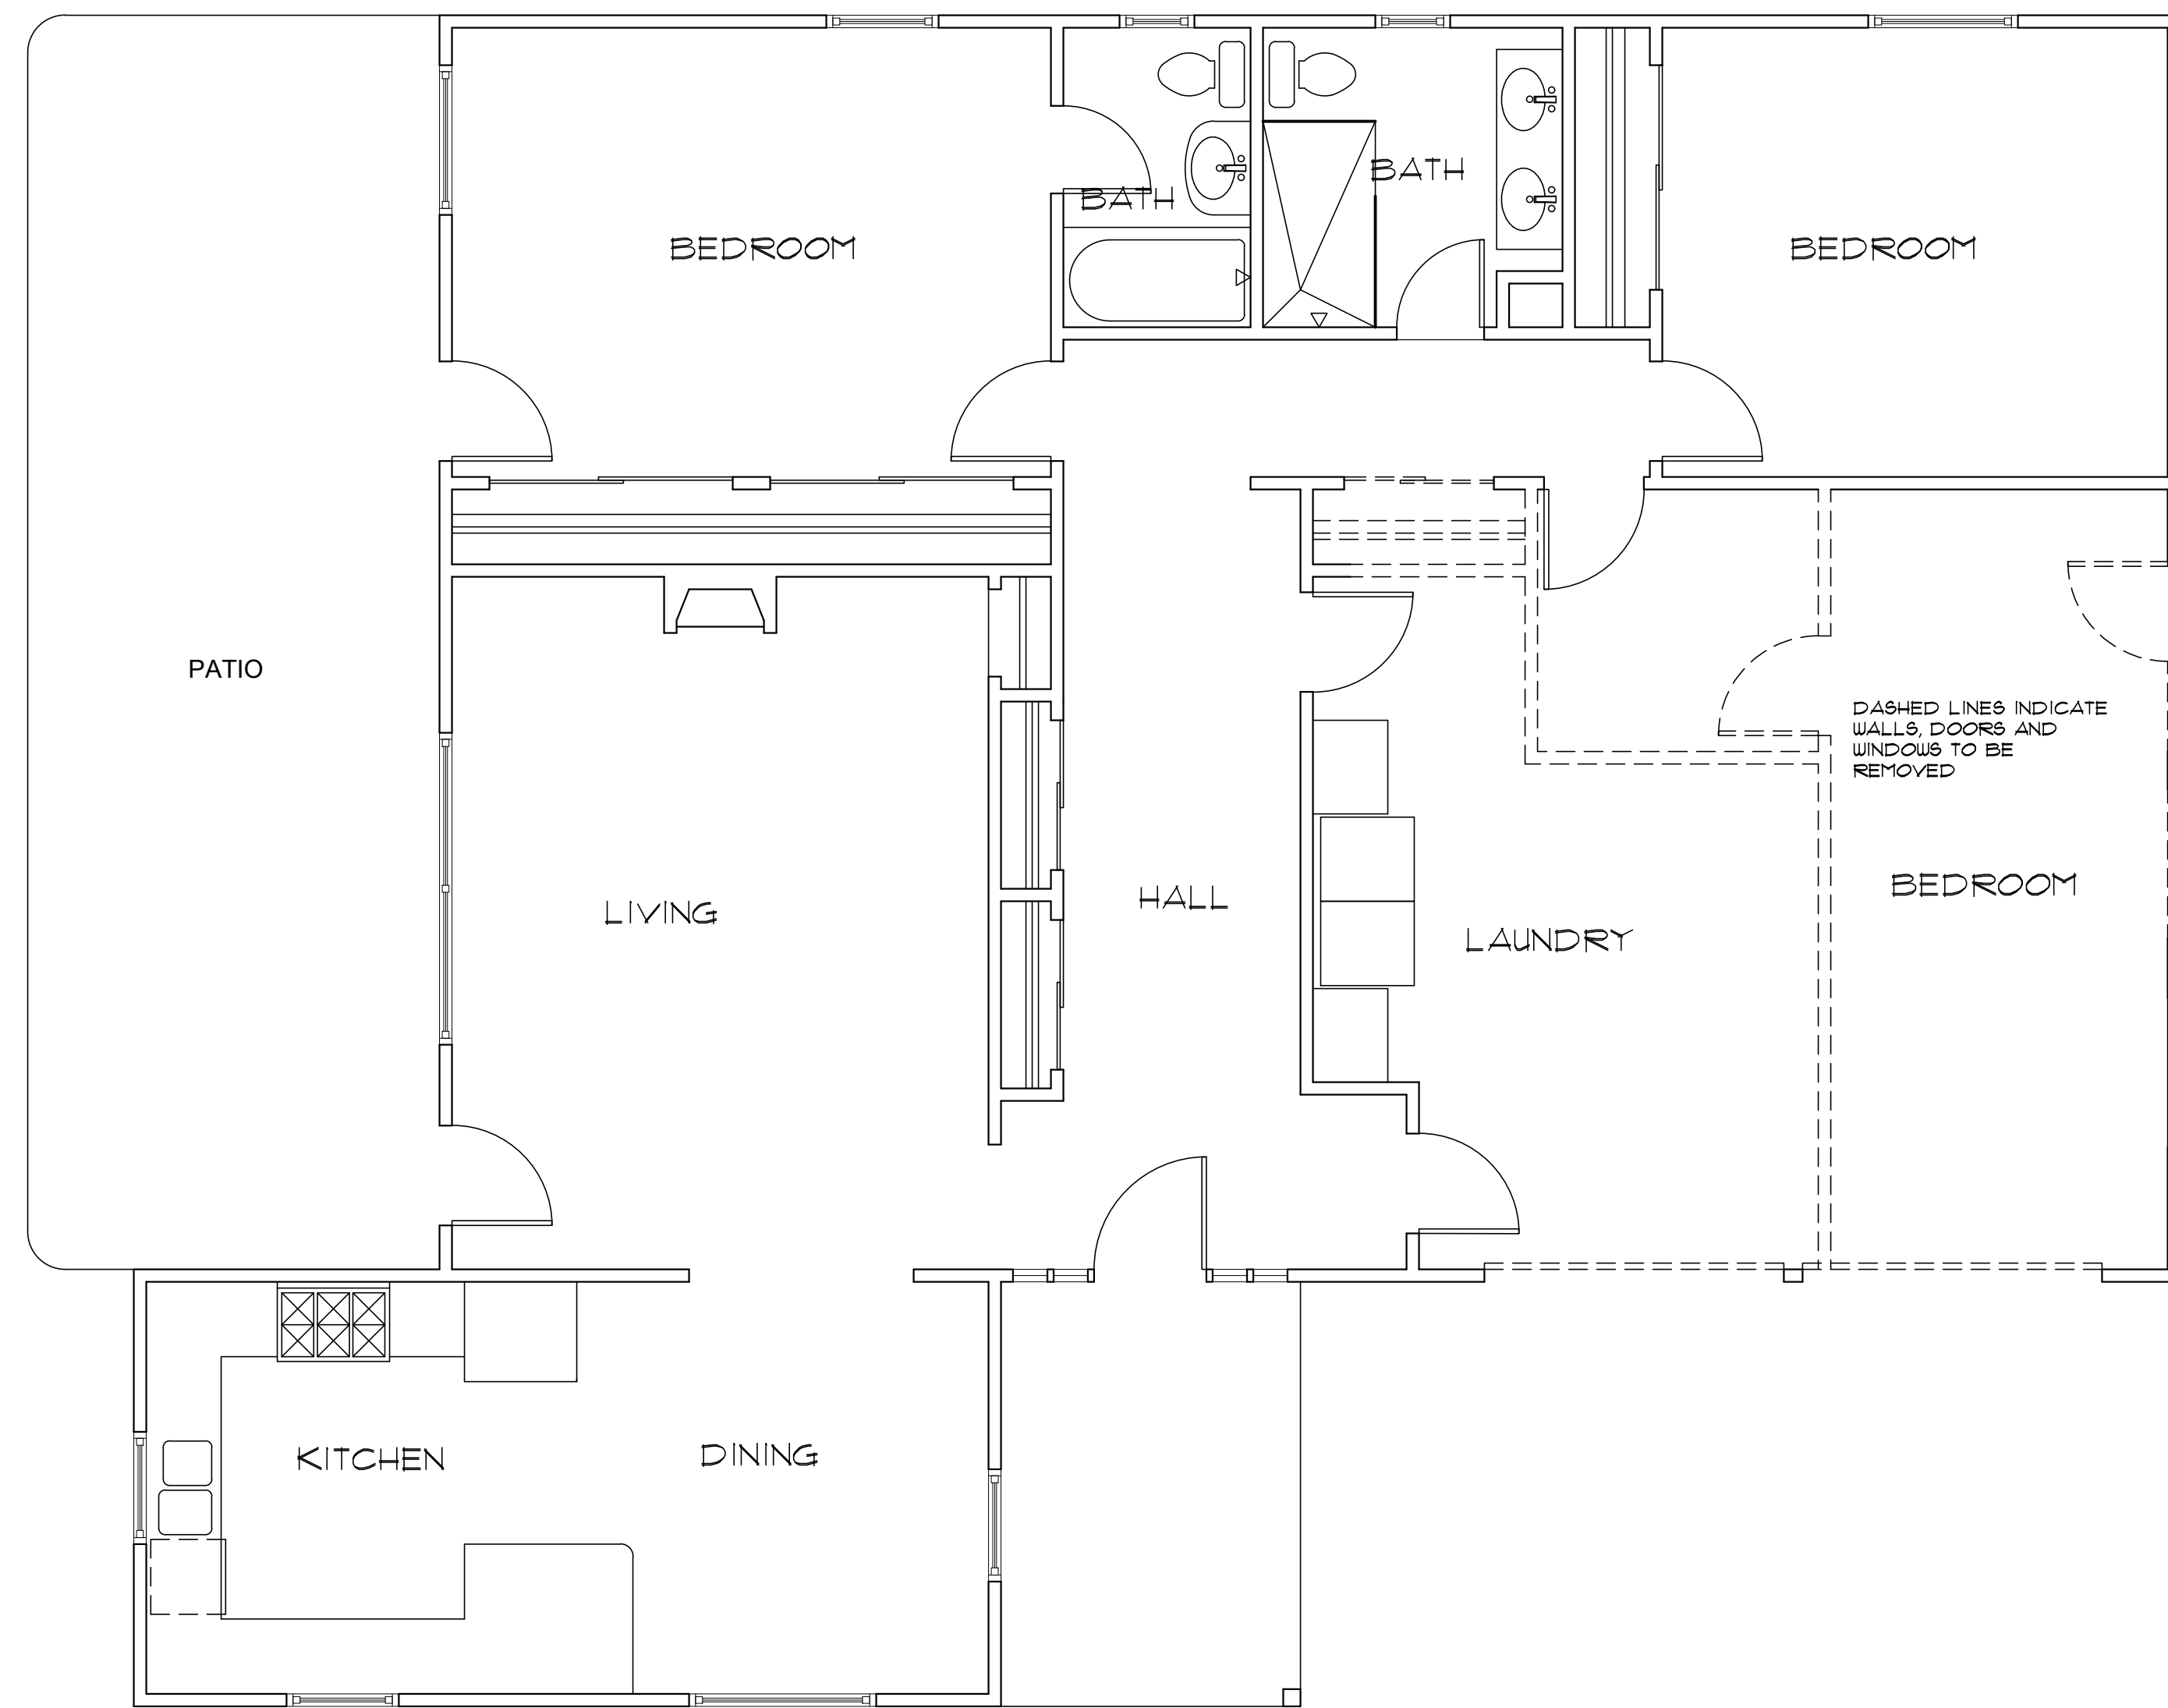 BATH
BATH
BEDROOM
BEDROOM
PATIO
DASHED LINES INDICATE
WALLS, DOORS AND
WINDOWS TO BE
REMOVED
BEDROOM
HALL
LIVING
LAUNDRY
DINING
KITCHEN